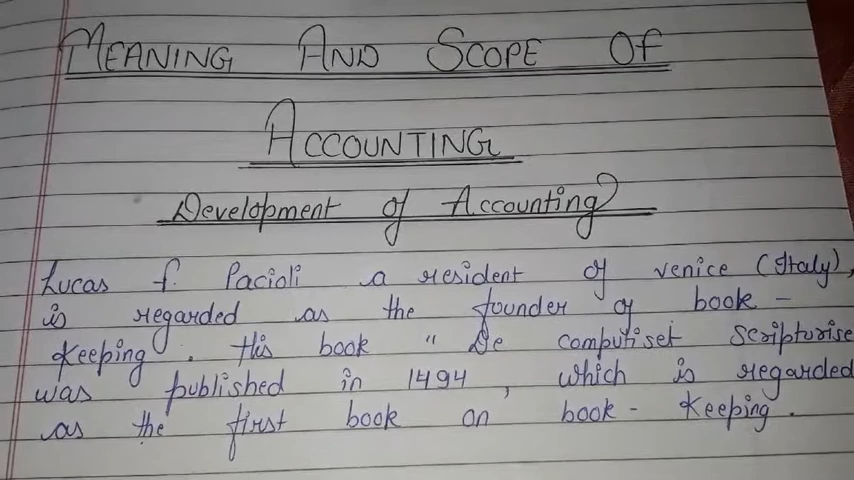 MEANING AND SCOPE OF
ACCOUNTING
Development of Accounting
Lucas f. Pacioli a resident of venice (Italy),
is regarded as the founder of book -
keeping. His book " De computiset Scripturise
was published in 1494, which is regarded
as the first book on book - keeping.